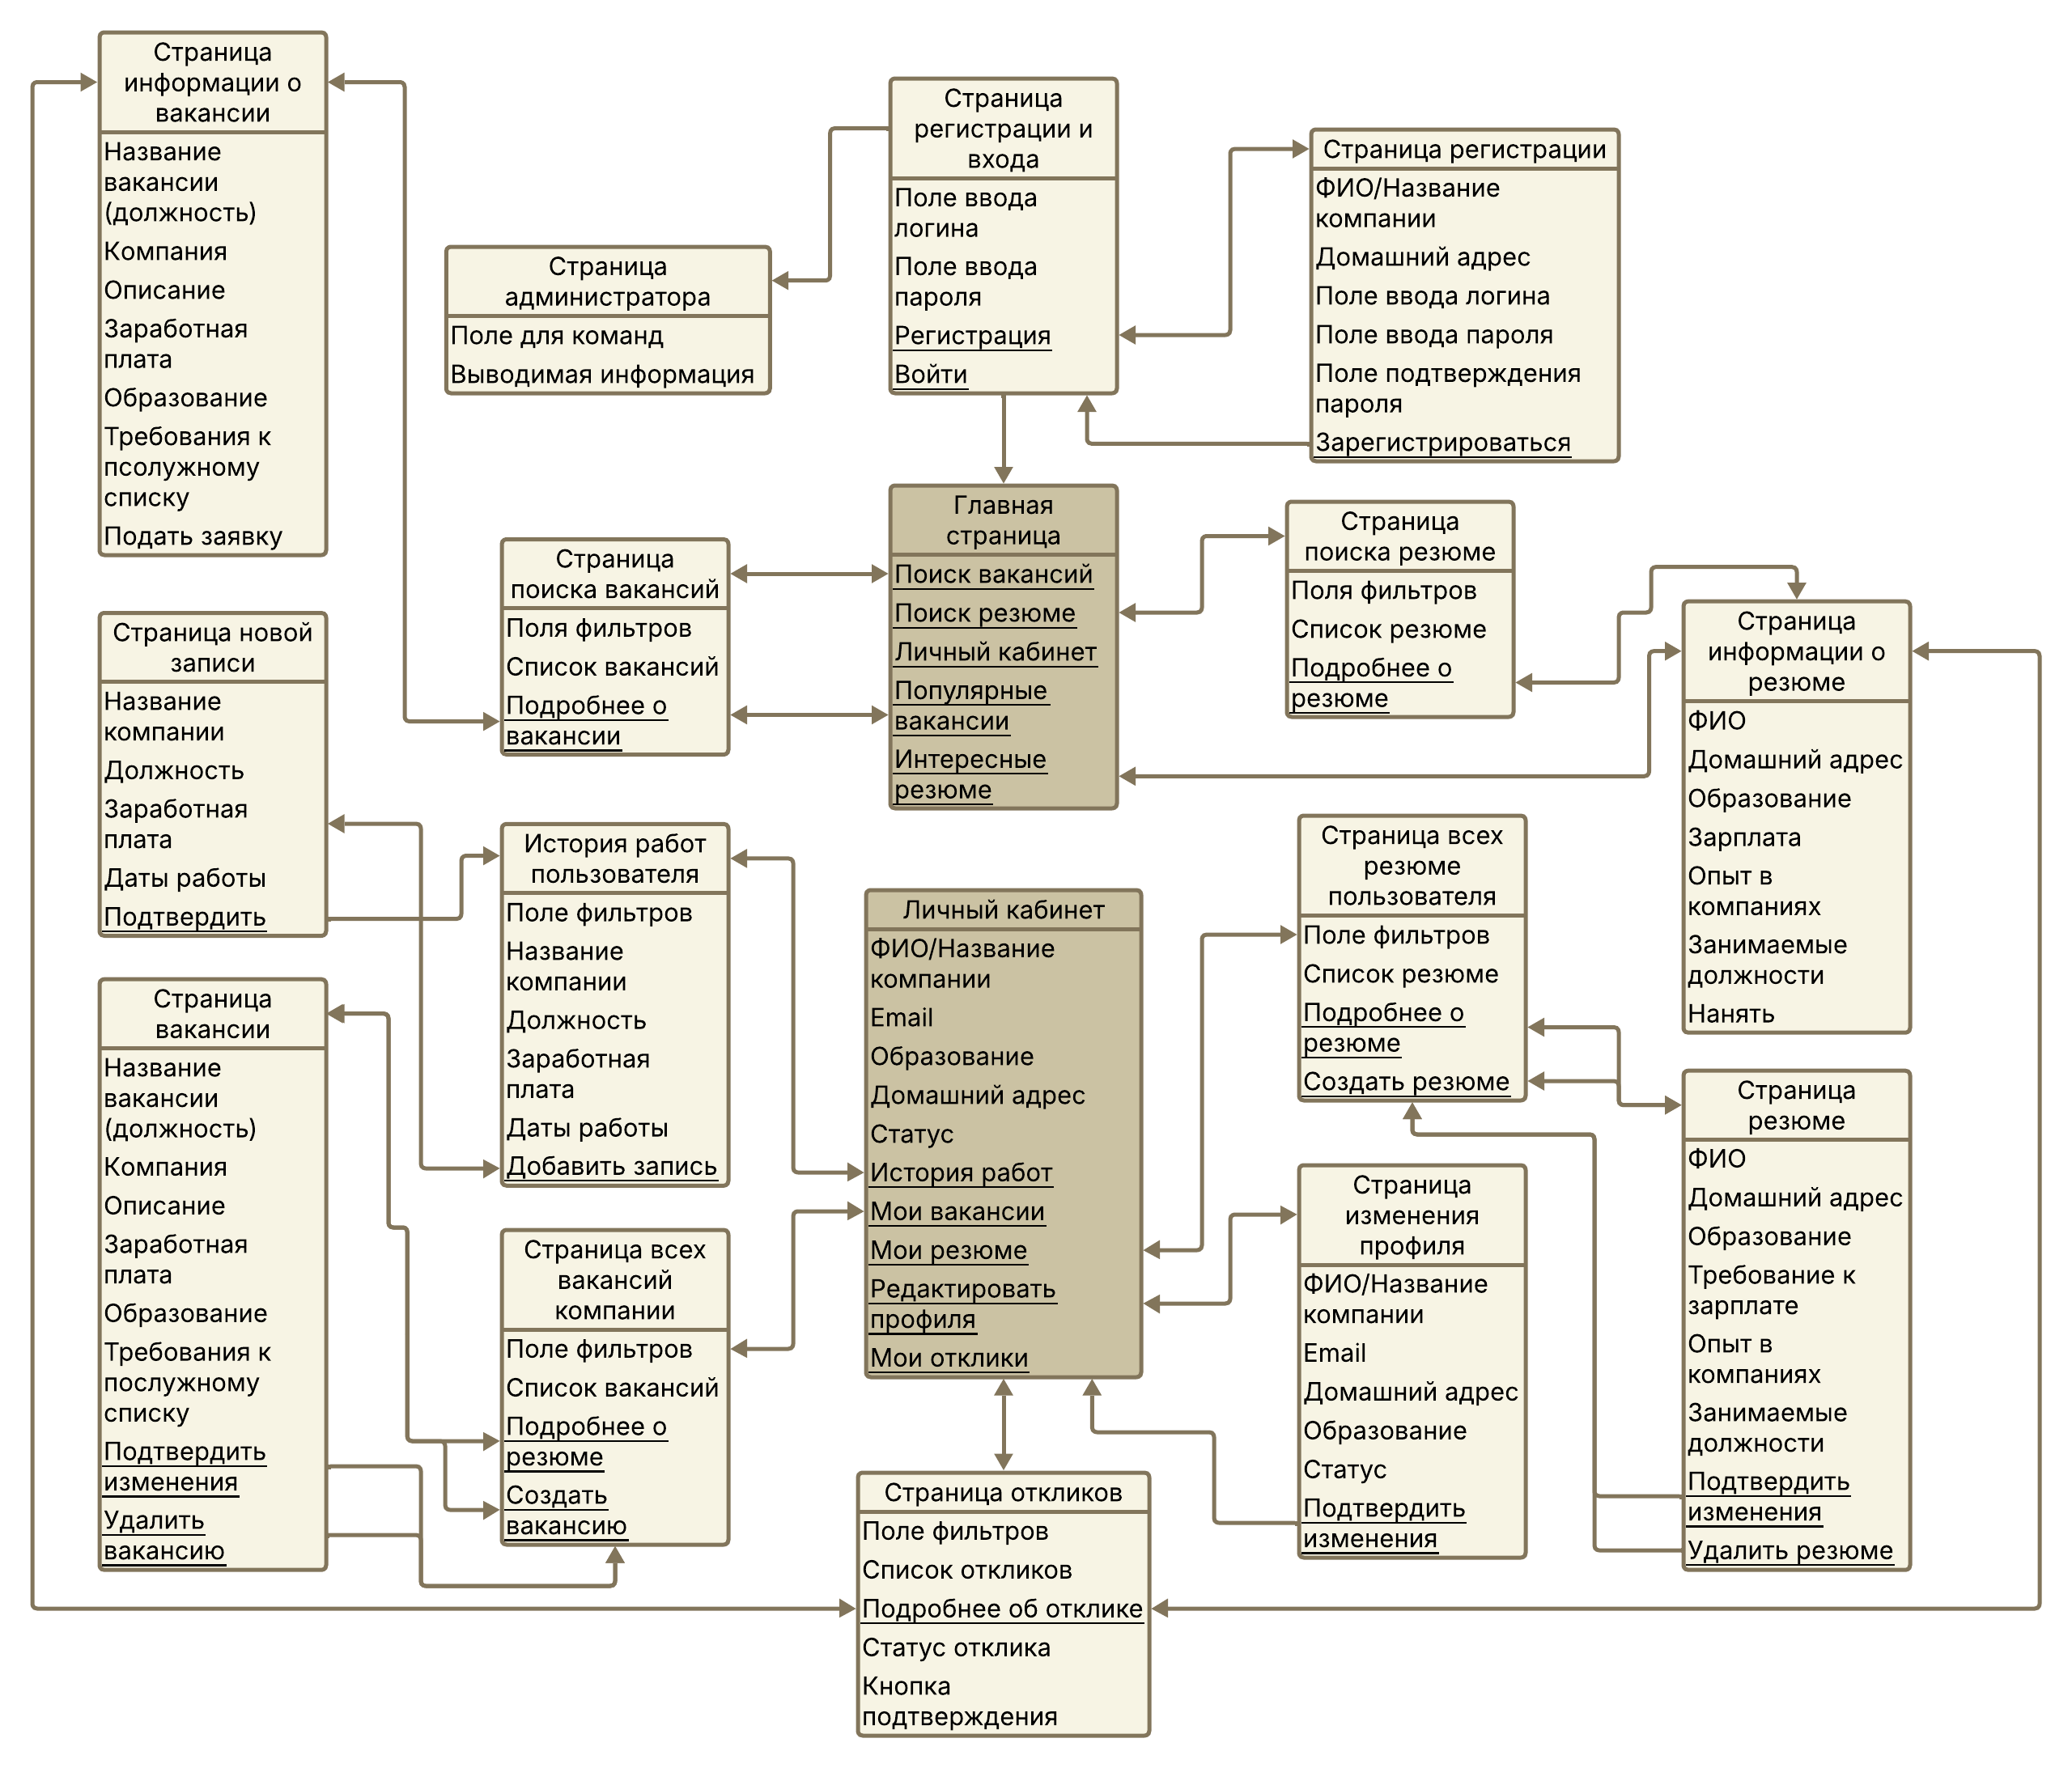 Страница
информации о
вакансии
Название
вакансии
(должность)
Компания
Описание
Заработная
плата
Образование
Требования к
псолужному
списку
Подать заявку
Страница
администратора
Поле для команд
Выводимая информация
Страница
регистрации и
входа
Поле ввода
логина
Поле ввода
пароля
Регистрация
Войти
Страница регистрации
ФИО/Название
компании
Домашний адрес
Поле ввода логина
Поле ввода пароля
Поле подтверждения
пароля
Зарегистрироваться
Страница
поиска вакансий
Поля фильтров
Список вакансий
Подробнее о
вакансии
Главная
страница
Поиск вакансий
Поиск резюме
Личный кабинет
Популярные
вакансии
Интересные
резюме
Страница
поиска резюме
Поля фильтров
Список резюме
Подробнее о
резюме
Страница
информации о
резюме
ФИО
Домашний адрес
Образование
Зарплата
Опыт в
компаниях
Занимаемые
должности
Нанять
Страница новой
записи
Название
компании
Должность
Заработная
плата
Даты работы
Подтвердить
История работ
пользователя
Поле фильтров
Название
компании
Должность
Заработная
плата
Даты работы
Добавить запись
Личный кабинет
ФИО/Название
компании
Email
Образование
Домашний адрес
Статус
История работ
Мои вакансии
Мои резюме
Редактировать
профиля
Мои отклики
Страница всех
резюме
пользователя
Поле фильтров
Список резюме
Подробнее о
резюме
Создать резюме
Страница
вакансии
Название
вакансии
(должность)
Компания
Описание
Заработная
плата
Образование
Требования к
послужному
списку
Подтвердить
изменения
Удалить
вакансию
Страница всех
вакансий
компании
Поле фильтров
Список вакансий
Подробнее о
резюме
Создать
вакансию
Страница
изменения
профиля
ФИО/Название
компании
Email
Домашний адрес
Образование
Статус
Подтвердить
изменения
Страница
резюме
ФИО
Домашний адрес
Образование
Требование к
зарплате
Опыт в
компаниях
Занимаемые
должности
Подтвердить
изменения
Удалить резюме
Страница откликов
Поле фильтров
Список откликов
Подробнее об отклике
Статус отклика
Кнопка
подтверждения